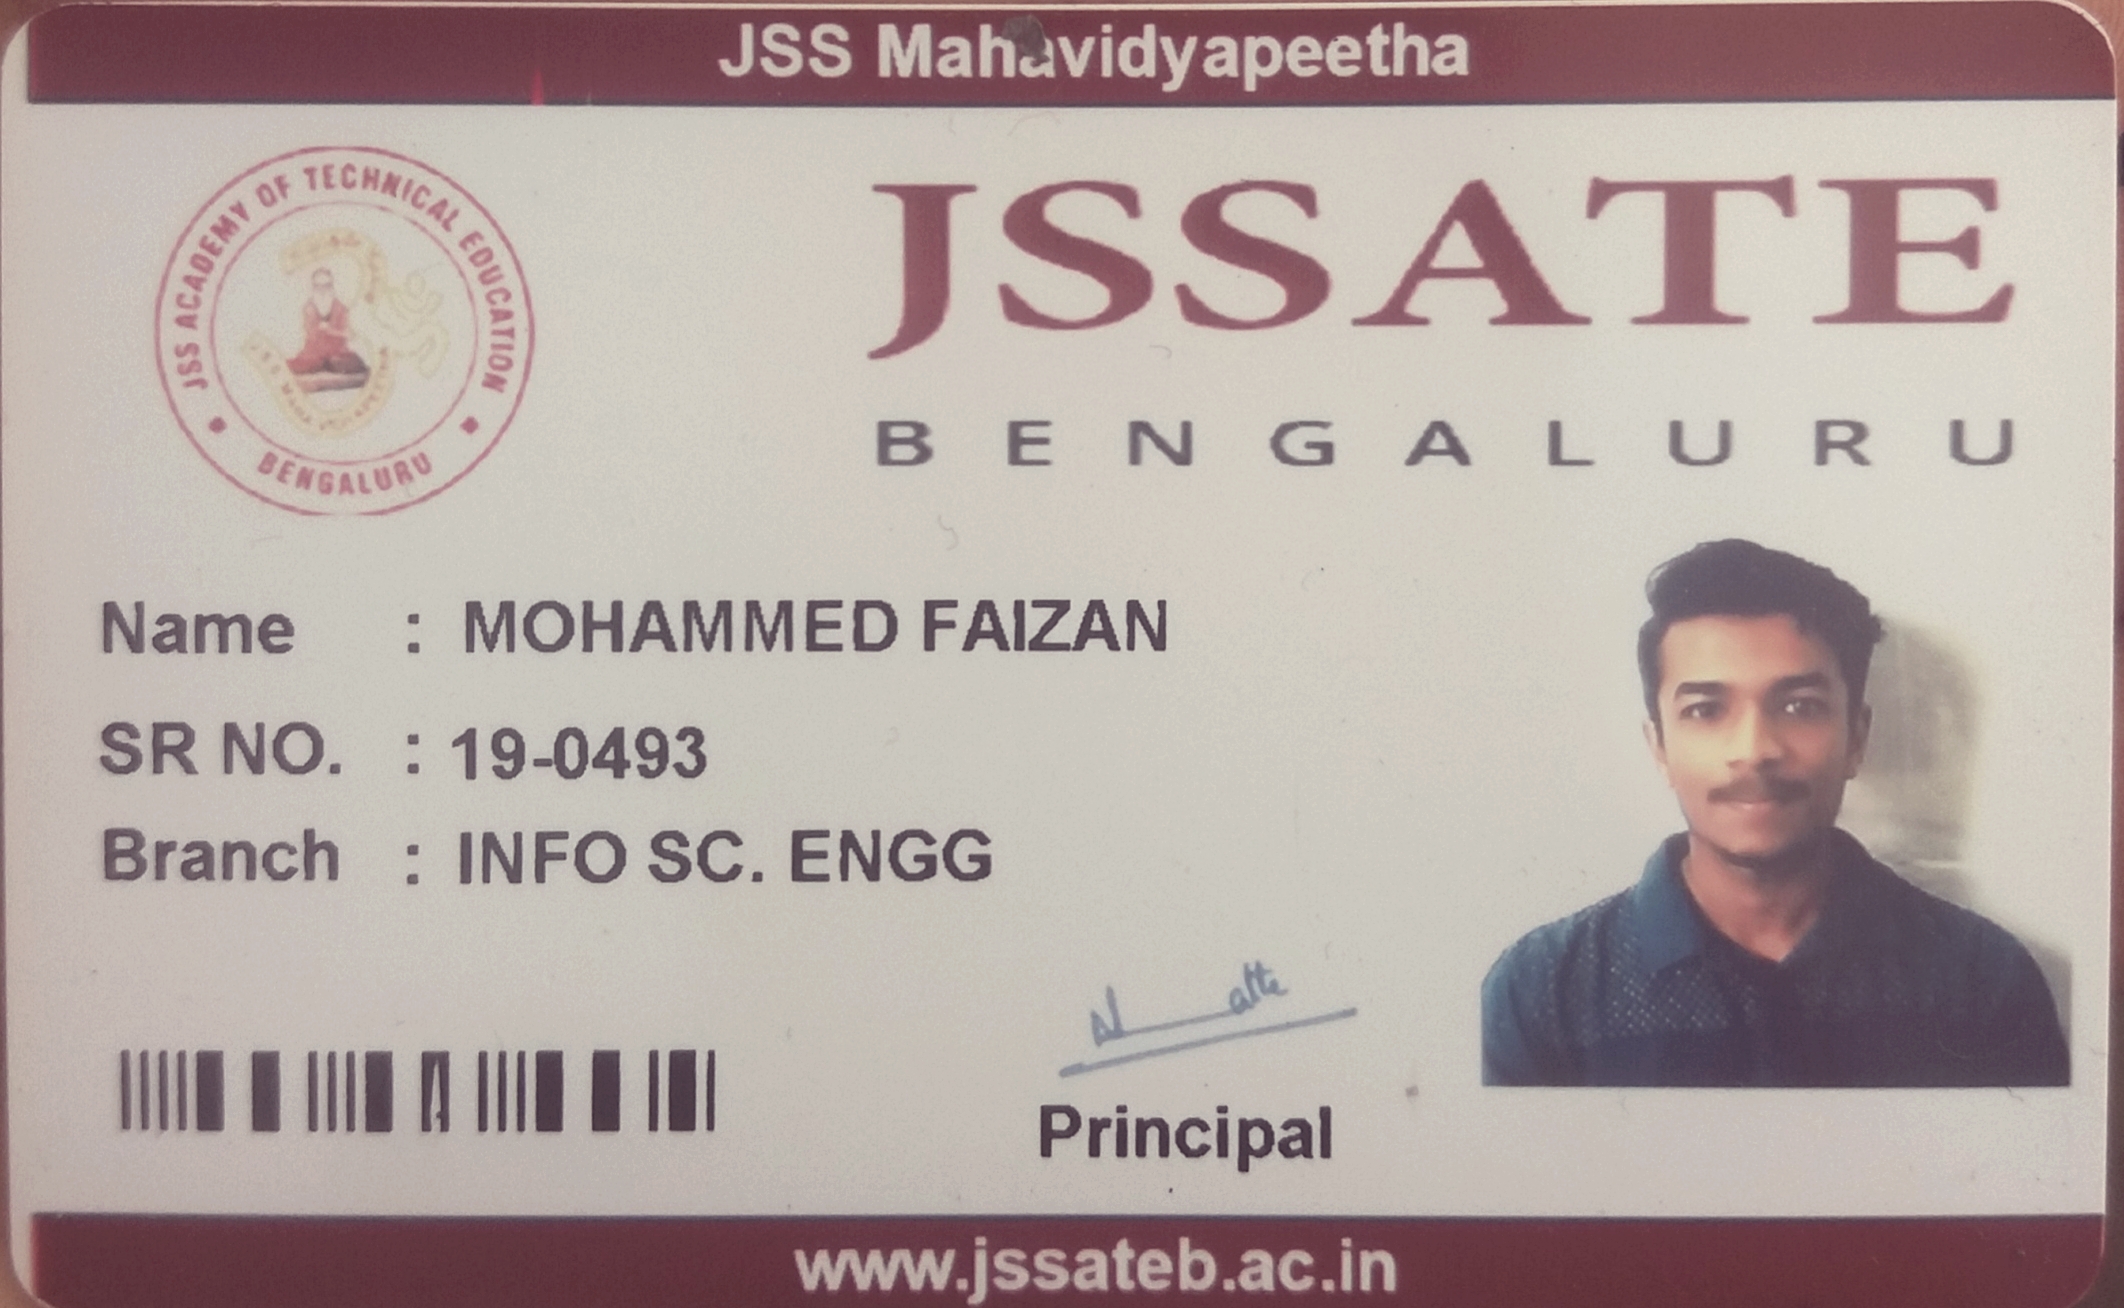 JSS Mahavidyapeetha
JSS ACADEMY OF TECHNICAL EDUCATION
BENGALURU
JSSATE
BENGALURU
Name : MOHAMMED FAIZAN
SR NO. : 19-0493
Branch : INFO SC. ENGG
Principal
www.jssateb.ac.in